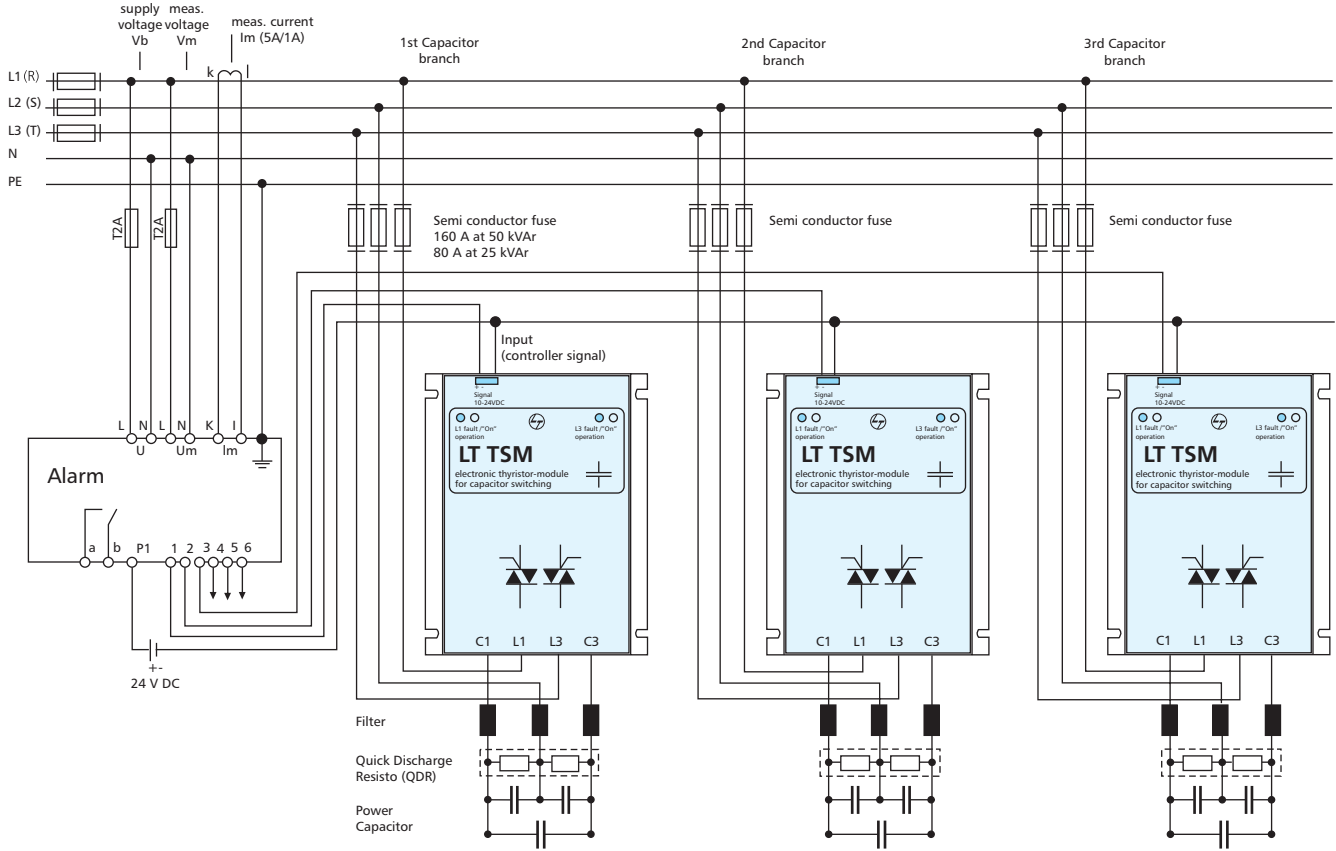 supply meas.
voltage voltage
Vb Vm
meas. current
Im (5A/1A)
k l
1st Capacitor
branch
2nd Capacitor
branch
3rd Capacitor
branch
L1 (R)
L2 (S)
L3 (T)
N
PE
T2A T2A
Semi conductor fuse
160 A at 50 kVAr
80 A at 25 kVAr
Semi conductor fuse
Semi conductor fuse
Input
(controller signal)
L N L N K I
U Um Im
Alarm
a b P1 1 2 3 4 5 6
+-
24 V DC
+ -
Signal
10-24VDC
L1 fault /"On"
operation
L3 fault /"On"
operation
LT TSM
electronic thyristor-module
for capacitor switching
C1 L1 L3 C3
+ -
Signal
10-24VDC
L1 fault /"On"
operation
L3 fault /"On"
operation
LT TSM
electronic thyristor-module
for capacitor switching
C1 L1 L3 C3
+ -
Signal
10-24VDC
L1 fault /"On"
operation
L3 fault /"On"
operation
LT TSM
electronic thyristor-module
for capacitor switching
C1 L1 L3 C3
Filter
Quick Discharge
Resisto (QDR)
Power
Capacitor